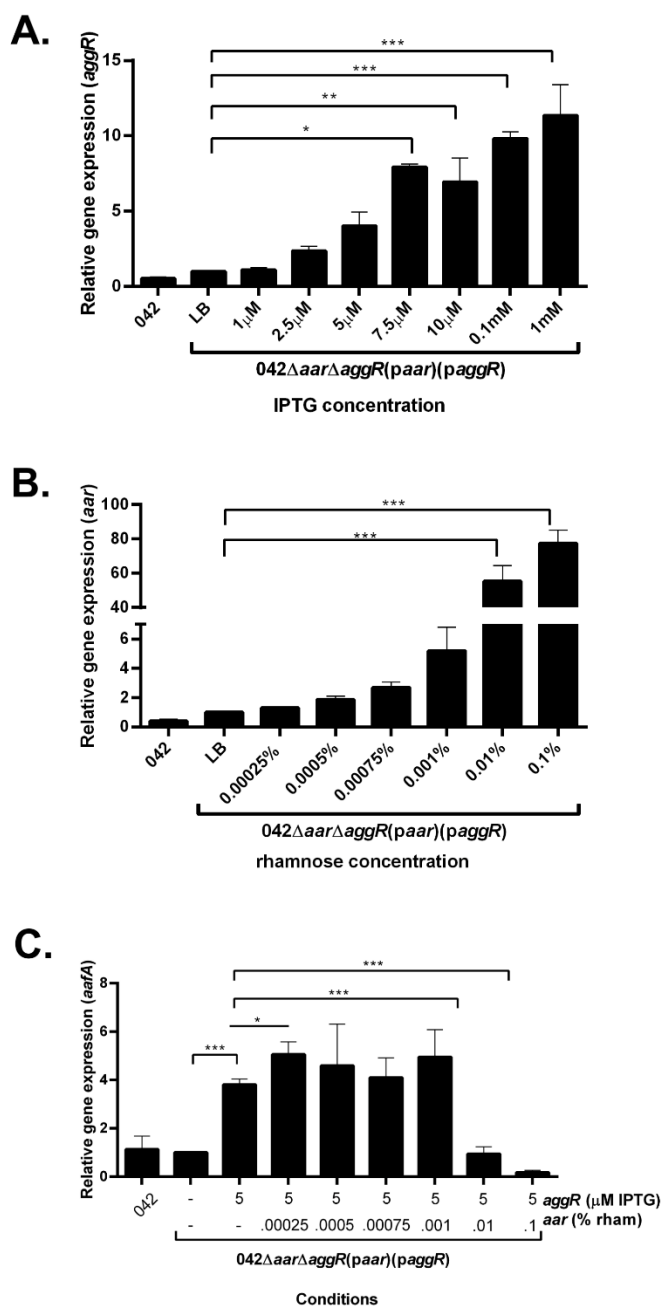 A.
***
***
**
*
Relative gene expression (aggR)
15
10
5
0
042
LB
1μM
2.5μM
5μM
7.5μM
10μM
0.1mM
1mM
042ΔaarΔaggR(paar)(paggR)
IPTG concentration
B.
***
***
Relative gene expression (aar)
100
80
60
40
6
4
2
0
042
LB
0.00025%
0.0005%
0.00075%
0.001%
0.01%
0.1%
042ΔaarΔaggR(paar)(paggR)
rhamnose concentration
C.
***
***
*
***
Relative gene expression (aafA)
8
6
4
2
0
042
- 5 5 5 5 5 5 5 aggR (μM IPTG)
- - .00025 .0005 .00075 .001 .01 .1 aar (% rham)
042ΔaarΔaggR(paar)(paggR)
Conditions